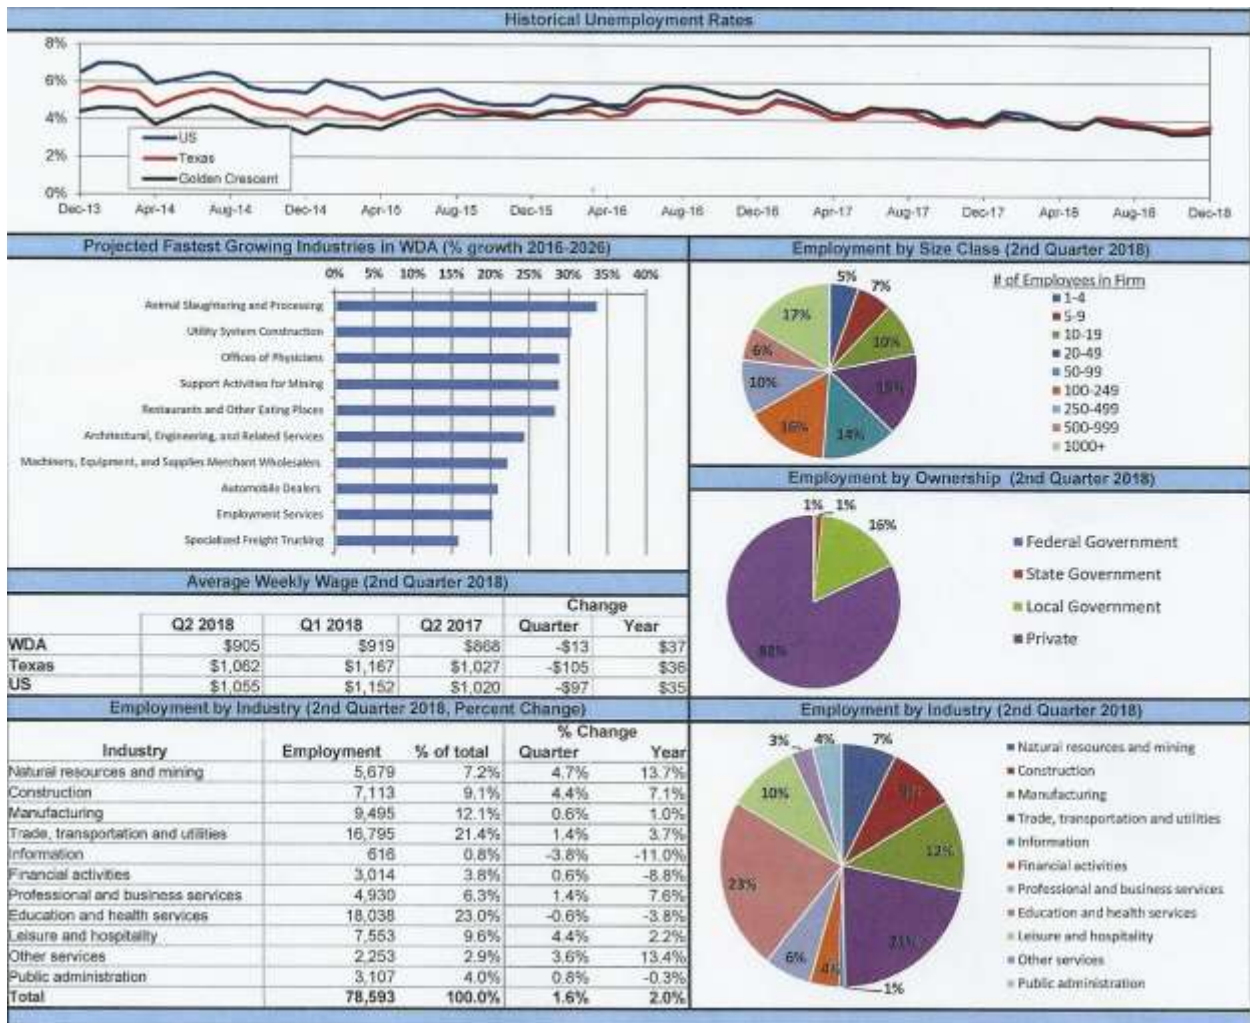 Historical Unemployment Rates
8%
6%
4%
2%
0%
US
Texas
Golden Crescent
Dec-13 Apr-14 Aug-14 Dec-14 Apr-15 Aug-15 Dec-15 Apr-16 Aug-16 Dec-16 Apr-17 Aug-17 Dec-17 Apr-18 Aug-18 Dec-18
Projected Fastest Growing Industries in WDA (% growth 2016-2026)
0% 5% 10% 15% 20% 25% 30% 35% 40%
Animal Slaughtering and Processing
Utility System Construction
Offices of Physicians
Support Activities for Mining
Restaurants and Other Eating Places
Architectural, Engineering, and Related Services
Machinery, Equipment, and Supplies Merchant Wholesalers
Automobile Dealers
Employment Services
Specialized Freight Trucking
Employment by Size Class (2nd Quarter 2018)
5%
7%
10%
14%
16%
10%
6%
17%
# of Employees in Firm
1-4
5-9
10-19
20-49
50-99
100-249
250-499
500-999
1000+
Employment by Ownership (2nd Quarter 2018)
1% 1%
16%
82%
Federal Government
State Government
Local Government
Private
Average Weekly Wage (2nd Quarter 2018)
Change
Q2 2018 Q1 2018 Q2 2017 Quarter Year
WDA $905 $919 $868 -$13 $37
Texas $1,062 $1,167 $1,027 -$105 $36
US $1,055 $1,152 $1,020 -$97 $35
Employment by Industry (2nd Quarter 2018, Percent Change)
% Change
Industry Employment % of total Quarter Year
Natural resources and mining 5,679 7.2% 4.7% 13.7%
Construction 7,113 9.1% 4.4% 7.1%
Manufacturing 9,495 12.1% 0.6% 1.0%
Trade, transportation and utilities 16,795 21.4% 1.4% 3.7%
Information 616 0.8% -3.8% -11.0%
Financial activities 3,014 3.8% 0.6% -8.8%
Professional and business services 4,930 6.3% 1.4% 7.6%
Education and health services 18,038 23.0% -0.6% -3.8%
Leisure and hospitality 7,553 9.6% 4.4% 2.2%
Other services 2,253 2.9% 3.6% 13.4%
Public administration 3,107 4.0% 0.8% -0.3%
Total 78,593 100.0% 1.6% 2.0%
Employment by Industry (2nd Quarter 2018)
7%
9%
12%
21%
1%
4%
6%
23%
10%
3%
4%
Natural resources and mining
Construction
Manufacturing
Trade, transportation and utilities
Information
Financial activities
Professional and business services
Education and health services
Leisure and hospitality
Other services
Public administration